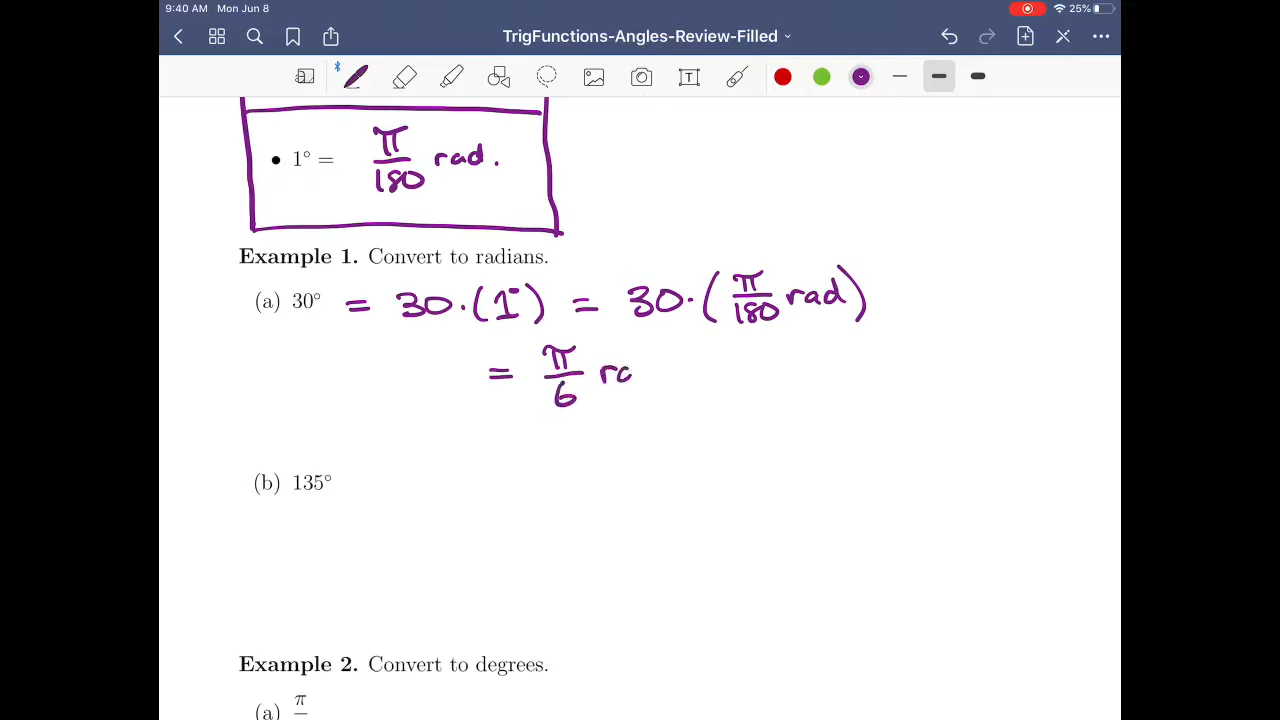 9:40 AM Mon Jun 8 25%
TrigFunctions-Angles-Review-Filled
T
• 1° = π/180 rad.
Example 1. Convert to radians.
(a) 30° = 30·(1°) = 30·(π/180 rad)
= π/6 ra
(b) 135°
Example 2. Convert to degrees.
(a) π